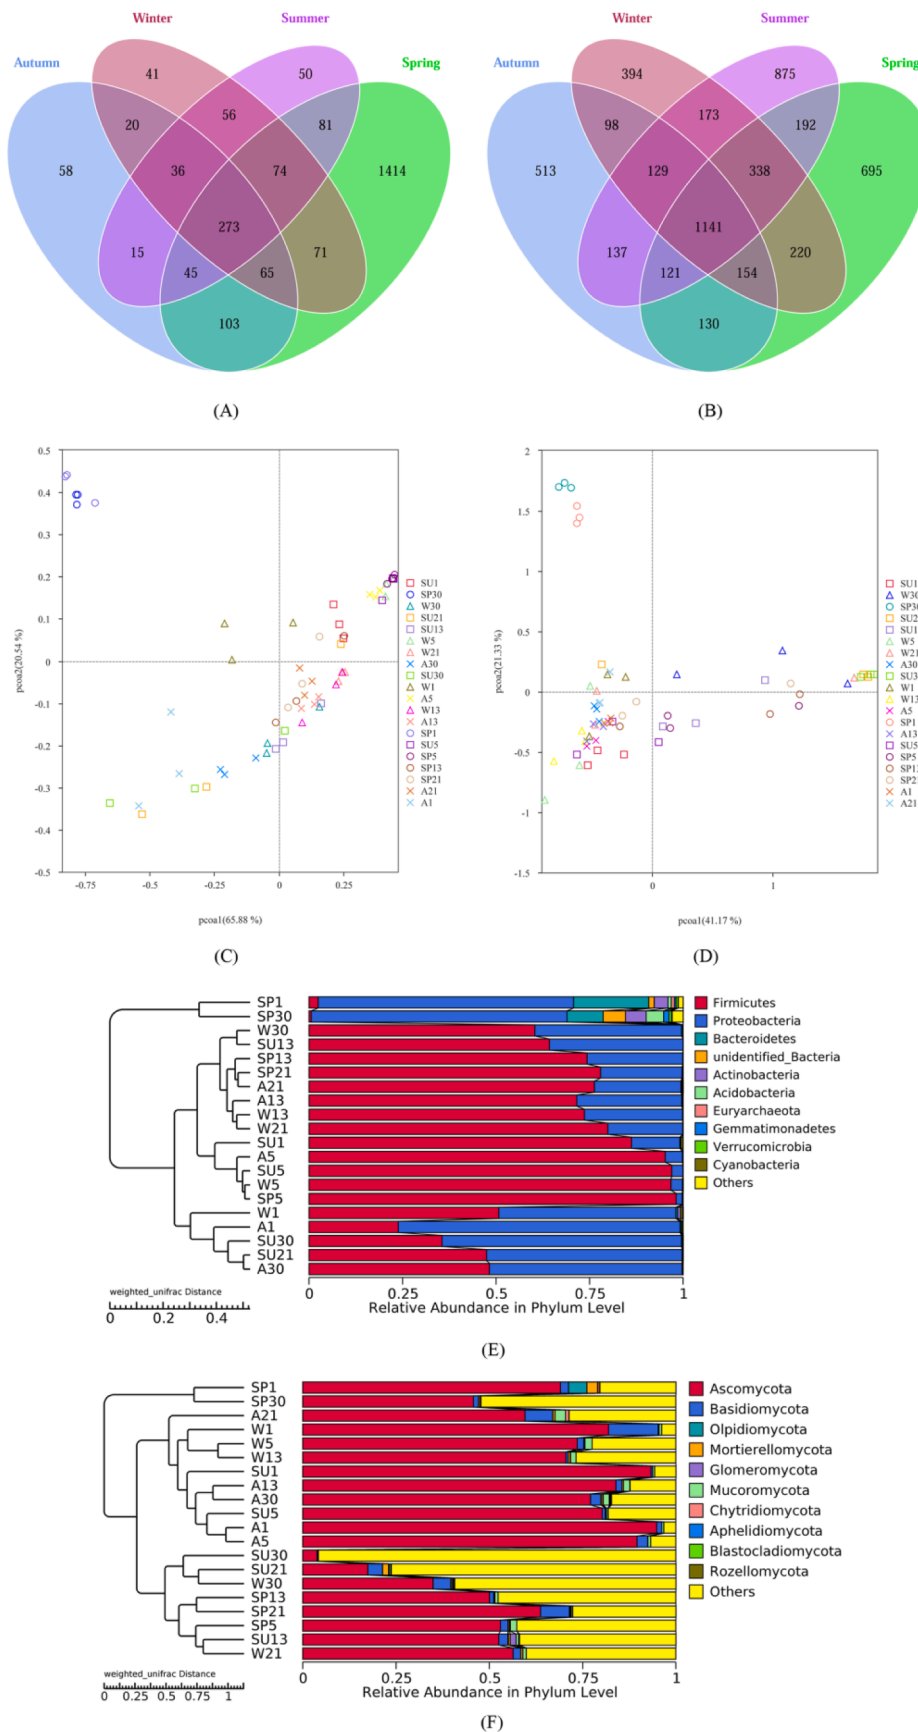 Winter Summer
Autumn Spring
41 50
20 56 81
58 36 74 1414
273
15 45 65 71
103
(A)
Winter Summer
Autumn Spring
394 875
98 173 192
513 129 338 695
1141
137 121 154 220
130
(B)
pcoa2(20.54 %)
0.5
0.4
0.3
0.2
0.1
0
-0.1
-0.2
-0.3
-0.4
-0.5
-0.75 -0.5 -0.25 0 0.25
pcoa1(65.88 %)
SU1
SP30
W30
SU21
SU13
W5
W21
A30
SU30
W1
A5
W13
A13
SP1
SU5
SP5
SP13
SP21
A21
A1
(C)
pcoa2(21.33 %)
2
1.5
1
0.5
0
-0.5
-1
-1.5
0 1
pcoa1(41.17 %)
SU1
W30
SP30
SU2
SU1
W5
W21
A30
SU3
W1
W13
A5
SP1
A13
SU5
SP5
SP1
SP2
A1
A21
(D)
SP1
SP30
W30
SU13
SP13
SP21
A21
A13
W13
W21
SU1
A5
SU5
W5
SP5
W1
A1
SU30
SU21
A30
Firmicutes
Proteobacteria
Bacteroidetes
unidentified_Bacteria
Actinobacteria
Acidobacteria
Euryarchaeota
Gemmatimonadetes
Verrucomicrobia
Cyanobacteria
Others
weighted_unifrac Distance
0 0.2 0.4
0 0.25 0.5 0.75 1
Relative Abundance in Phylum Level
(E)
SP1
SP30
A21
W1
W5
W13
SU1
A13
A30
SU5
A1
A5
SU30
SU21
W30
SP13
SP21
SP5
SU13
W21
Ascomycota
Basidiomycota
Olpidiomycota
Mortierellomycota
Glomeromycota
Mucoromycota
Chytridiomycota
Aphelidiomycota
Blastocladiomycota
Rozellomycota
Others
weighted_unifrac Distance
0 0.25 0.5 0.75 1
0 0.25 0.5 0.75 1
Relative Abundance in Phylum Level
(F)